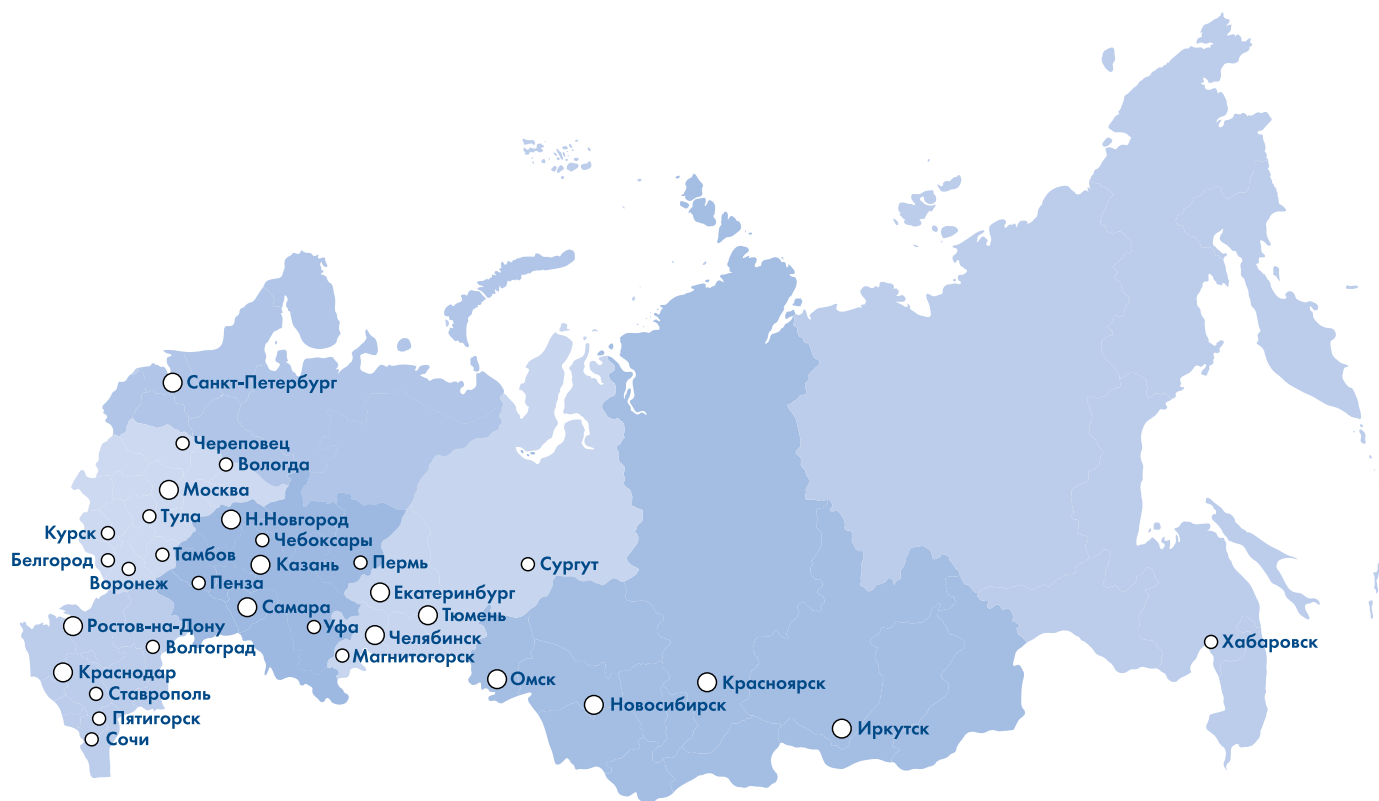 Санкт-Петербург
Череповец
Вологда
Москва
Тула
Н.Новгород
Курск
Чебоксары
Тамбов
Белгород
Казань
Пермь
Сургут
Воронеж
Пенза
Екатеринбург
Самара
Тюмень
Ростов-на-Дону
Уфа
Челябинск
Хабаровск
Волгоград
Магнитогорск
Краснодар
Омск
Красноярск
Ставрополь
Новосибирск
Пятигорск
Иркутск
Сочи